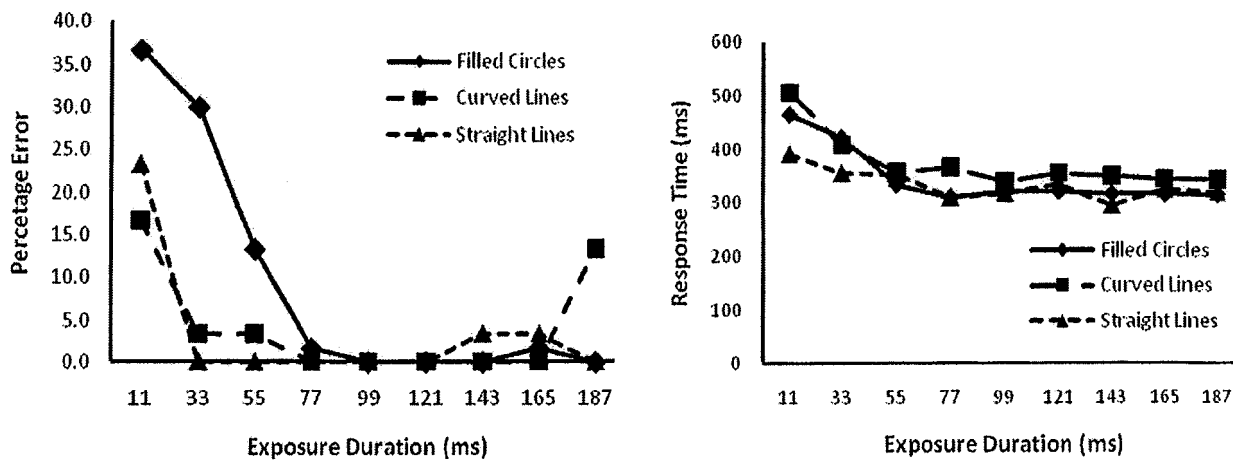 40.0
35.0
30.0
25.0
20.0
15.0
10.0
5.0
0.0
Percetage Error
Filled Circles
Curved Lines
Straight Lines
11 33 55 77 99 121 143 165 187
Exposure Duration (ms)
600
500
400
300
200
100
0
Response Time (ms)
Filled Circles
Curved Lines
Straight Lines
11 33 55 77 99 121 143 165 187
Exposure Duration (ms)